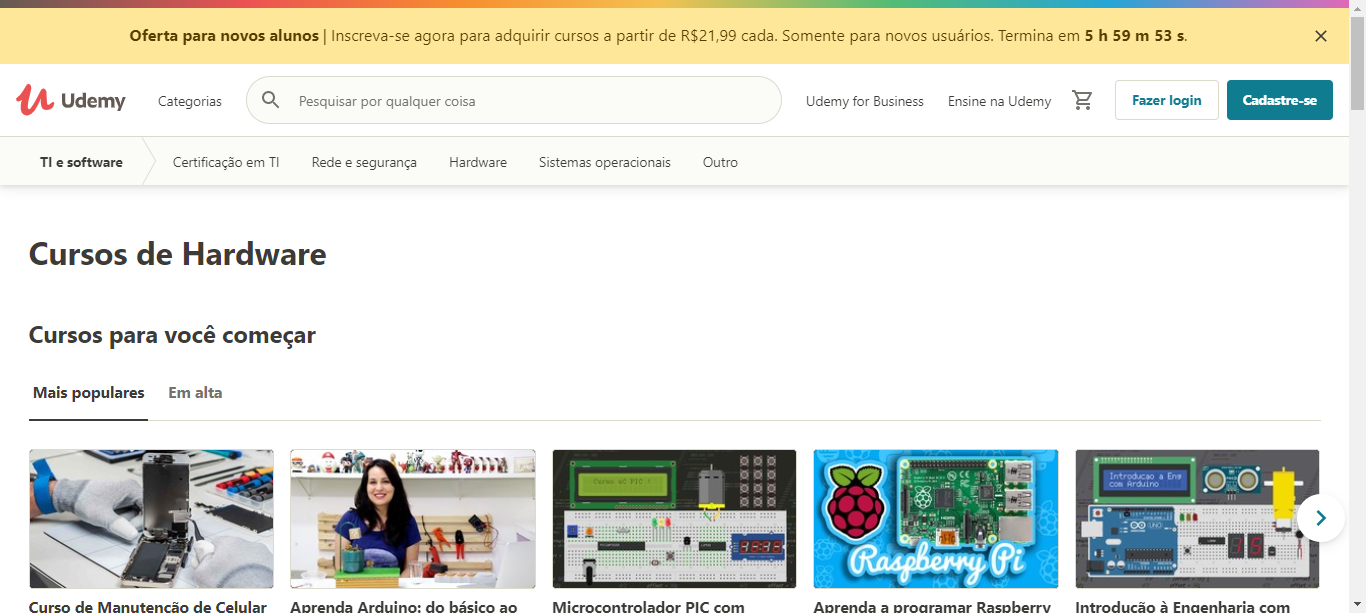 Oferta para novos alunos | Inscreva-se agora para adquirir cursos a partir de R$21,99 cada. Somente para novos usuários. Termina em 5 h 59 m 53 s.
Udemy
Categorias
Pesquisar por qualquer coisa
Udemy for Business
Ensine na Udemy
Fazer login
Cadastre-se
TI e software
Certificação em TI
Rede e segurança
Hardware
Sistemas operacionais
Outro
Cursos de Hardware
Cursos para você começar
Mais populares
Em alta
Curso uC PIC !
Raspberry Pi
Introducao a Eng
com Arduino
UNO
15
Curso de Manutenção de Celular
Aprenda Arduino: do básico ao
Microcontrolador PIC com
Aprenda a programar Raspberry
Introdução à Engenharia com